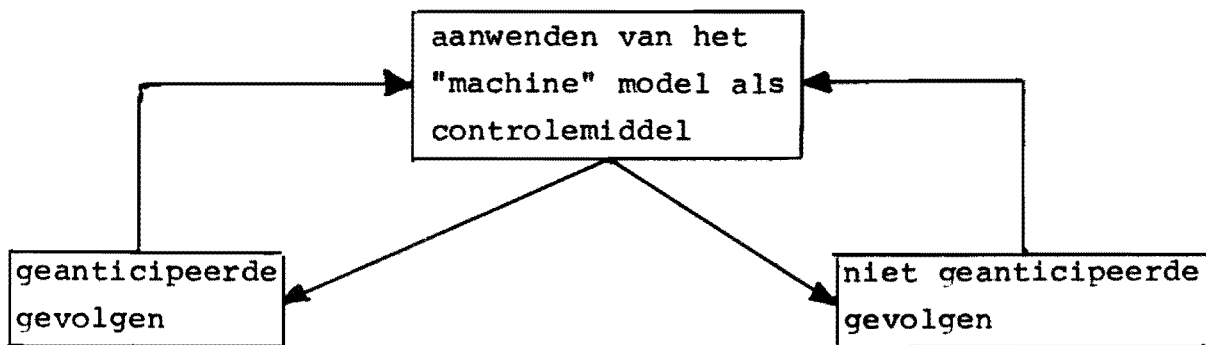 aanwenden van het
"machine" model als
controlemiddel
geanticipeerde
gevolgen
niet geanticipeerde
gevolgen